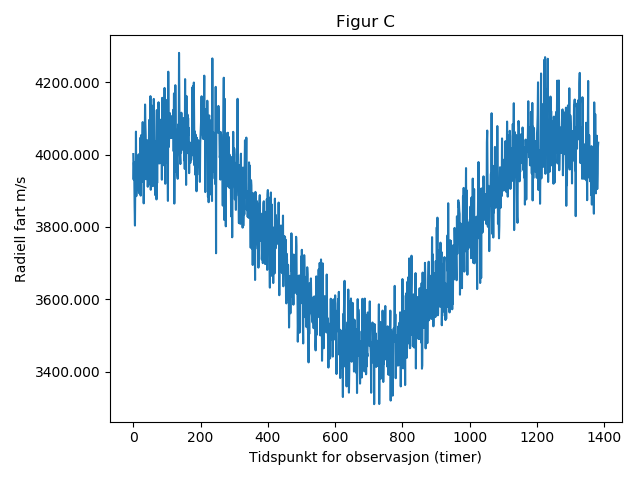 Figur C
Radiell fart m/s
4200.000
4000.000
3800.000
3600.000
3400.000
0 200 400 600 800 1000 1200 1400
Tidspunkt for observasjon (timer)